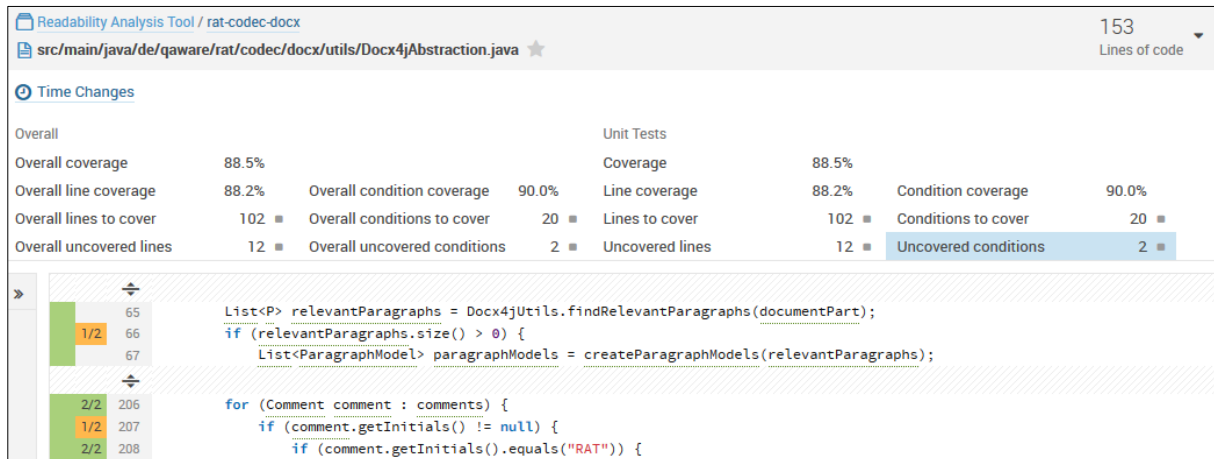 Readability Analysis Tool / rat-codec-docx
src/main/java/de/qaware/rat/codec/docx/utils/Docx4jAbstraction.java
153
Lines of code
Time Changes
Overall
Unit Tests
Overall coverage 88.5% Coverage 88.5%
Overall line coverage 88.2% Overall condition coverage 90.0% Line coverage 88.2% Condition coverage 90.0%
Overall lines to cover 102 Overall conditions to cover 20 Lines to cover 102 Conditions to cover 20
Overall uncovered lines 12 Overall uncovered conditions 2 Uncovered lines 12 Uncovered conditions 2
65 List<P> relevantParagraphs = Docx4jUtils.findRelevantParagraphs(documentPart);
1/2 66 if (relevantParagraphs.size() > 0) {
67 List<ParagraphModel> paragraphModels = createParagraphModels(relevantParagraphs);
2/2 206 for (Comment comment : comments) {
1/2 207 if (comment.getInitials() != null) {
2/2 208 if (comment.getInitials().equals("RAT")) {